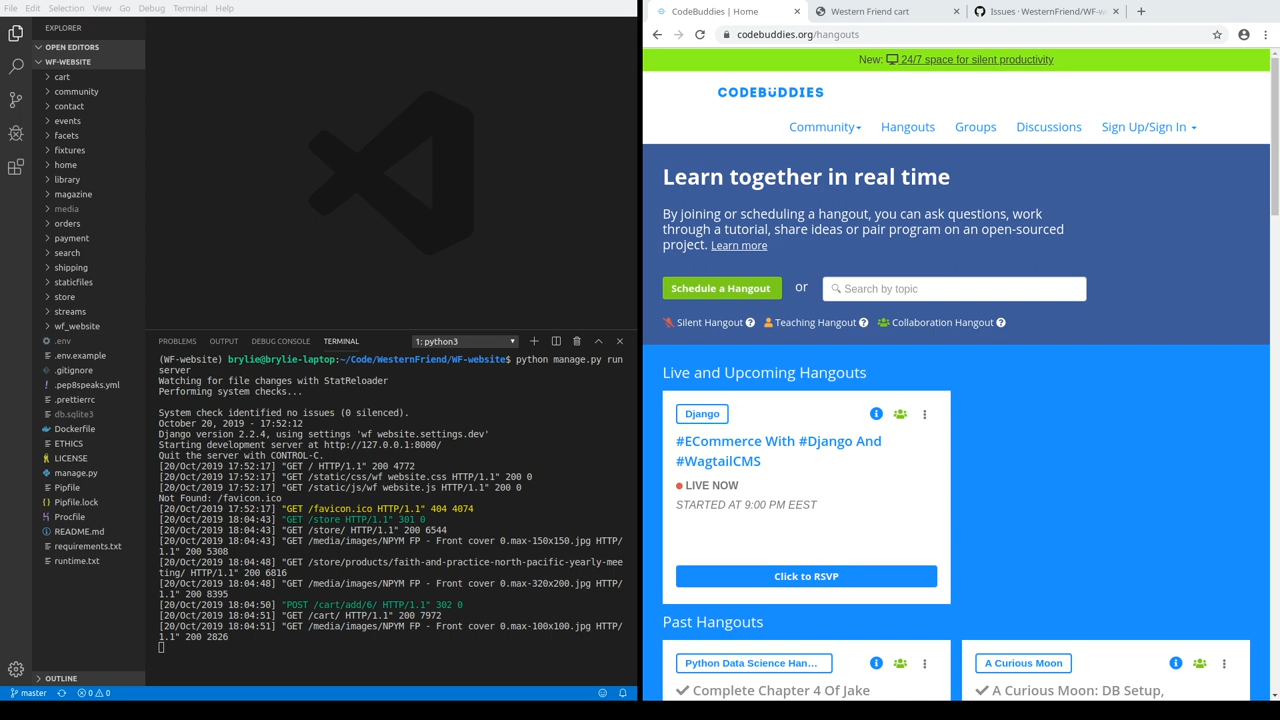 File Edit Selection View Go Debug Terminal Help
EXPLORER
OPEN EDITORS
WF-WEBSITE
cart
community
contact
events
facets
fixtures
home
library
magazine
media
orders
payment
search
shipping
staticfiles
store
streams
wf_website
.env
.env.example
.gitignore
.pep8speaks.yml
.prettierrc
db.sqlite3
Dockerfile
ETHICS
LICENSE
manage.py
Pipfile
Pipfile.lock
Procfile
README.md
requirements.txt
runtime.txt
OUTLINE
master 0 0
PROBLEMS OUTPUT DEBUG CONSOLE TERMINAL 1: python3
(WF-website) brylie@brylie-laptop:~/Code/WesternFriend/WF-website$ python manage.py run
server
Watching for file changes with StatReloader
Performing system checks...
System check identified no issues (0 silenced).
October 20, 2019 - 17:52:12
Django version 2.2.4, using settings 'wf_website.settings.dev'
Starting development server at http://127.0.0.1:8000/
Quit the server with CONTROL-C.
[20/Oct/2019 17:52:17] "GET / HTTP/1.1" 200 4772
[20/Oct/2019 17:52:17] "GET /static/css/wf_website.css HTTP/1.1" 200 0
[20/Oct/2019 17:52:17] "GET /static/js/wf_website.js HTTP/1.1" 200 0
Not Found: /favicon.ico
[20/Oct/2019 17:52:17] "GET /favicon.ico HTTP/1.1" 404 4074
[20/Oct/2019 18:04:43] "GET /store HTTP/1.1" 301 0
[20/Oct/2019 18:04:43] "GET /store/ HTTP/1.1" 200 6544
[20/Oct/2019 18:04:43] "GET /media/images/NPYM_FP_-_Front_cover_0.max-150x150.jpg HTTP/
1.1" 200 5308
[20/Oct/2019 18:04:48] "GET /store/products/faith-and-practice-north-pacific-yearly-mee
ting/ HTTP/1.1" 200 6816
[20/Oct/2019 18:04:48] "GET /media/images/NPYM_FP_-_Front_cover_0.max-320x200.jpg HTTP/
1.1" 200 8395
[20/Oct/2019 18:04:50] "POST /cart/add/6/ HTTP/1.1" 302 0
[20/Oct/2019 18:04:51] "GET /cart/ HTTP/1.1" 200 7972
[20/Oct/2019 18:04:51] "GET /media/images/NPYM_FP_-_Front_cover_0.max-100x100.jpg HTTP/
1.1" 200 2826
CodeBuddies | Home Western Friend cart Issues · WesternFriend/WF-w
codebuddies.org/hangouts
New: 24/7 space for silent productivity
CODEBUDDIES
Community Hangouts Groups Discussions Sign Up/Sign In
Learn together in real time
By joining or scheduling a hangout, you can ask questions, work
through a tutorial, share ideas or pair program on an open-sourced
project. Learn more
Schedule a Hangout or Search by topic
Silent Hangout Teaching Hangout Collaboration Hangout
Live and Upcoming Hangouts
Django
#ECommerce With #Django And
#WagtailCMS
LIVE NOW
STARTED AT 9:00 PM EEST
Click to RSVP
Past Hangouts
Python Data Science Han...
Complete Chapter 4 Of Jake
A Curious Moon
A Curious Moon: DB Setup,